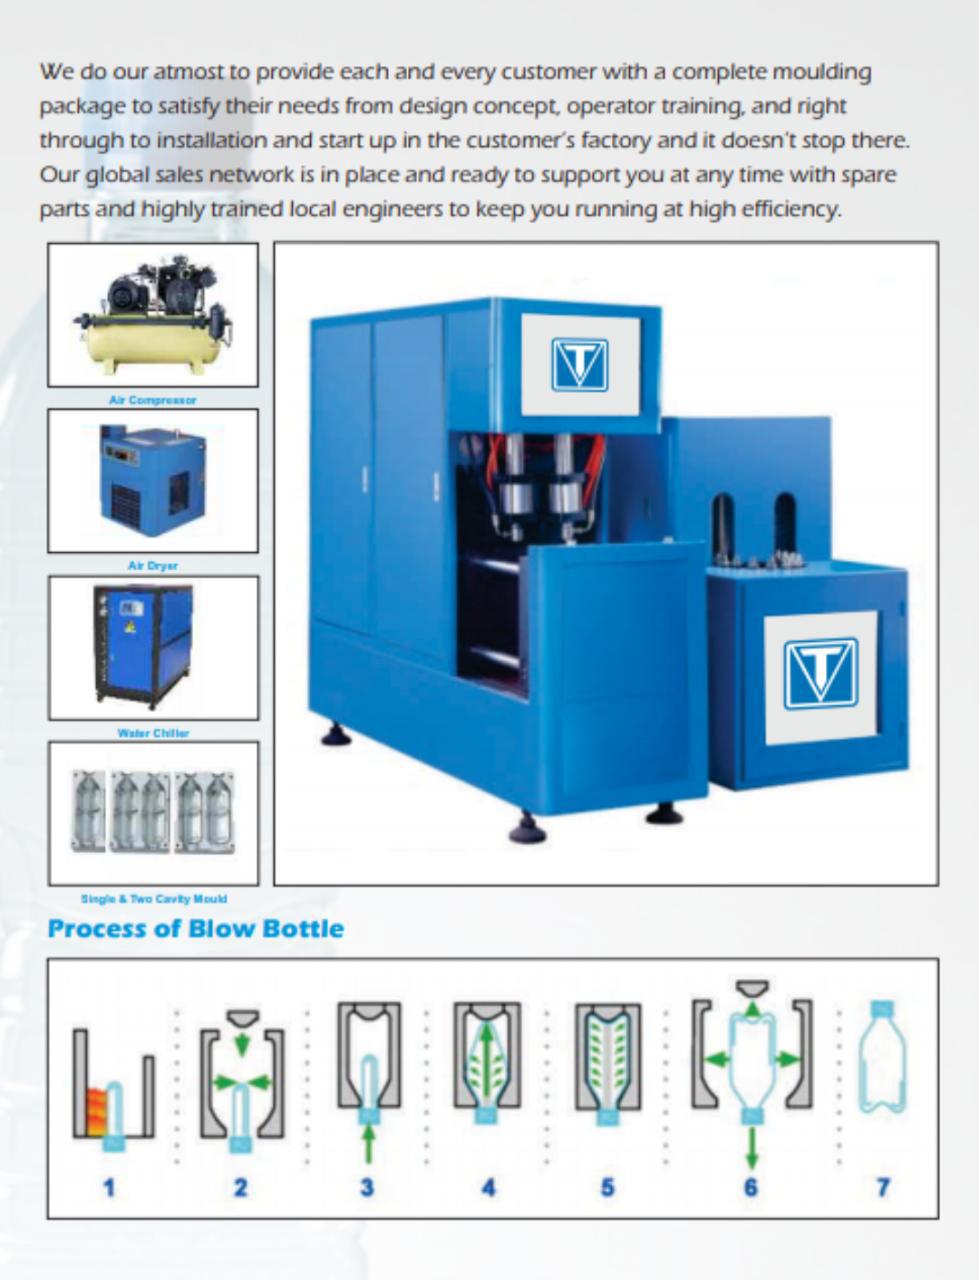 We do our atmost to provide each and every customer with a complete moulding
package to satisfy their needs from design concept, operator training, and right
through to installation and start up in the customer's factory and it doesn't stop there.
Our global sales network is in place and ready to support you at any time with spare
parts and highly trained local engineers to keep you running at high efficiency.
Air Compressor
Air Dryer
Water Chiller
Single & Two Cavity Mould
Process of Blow Bottle
1 2 3 4 5 6 7